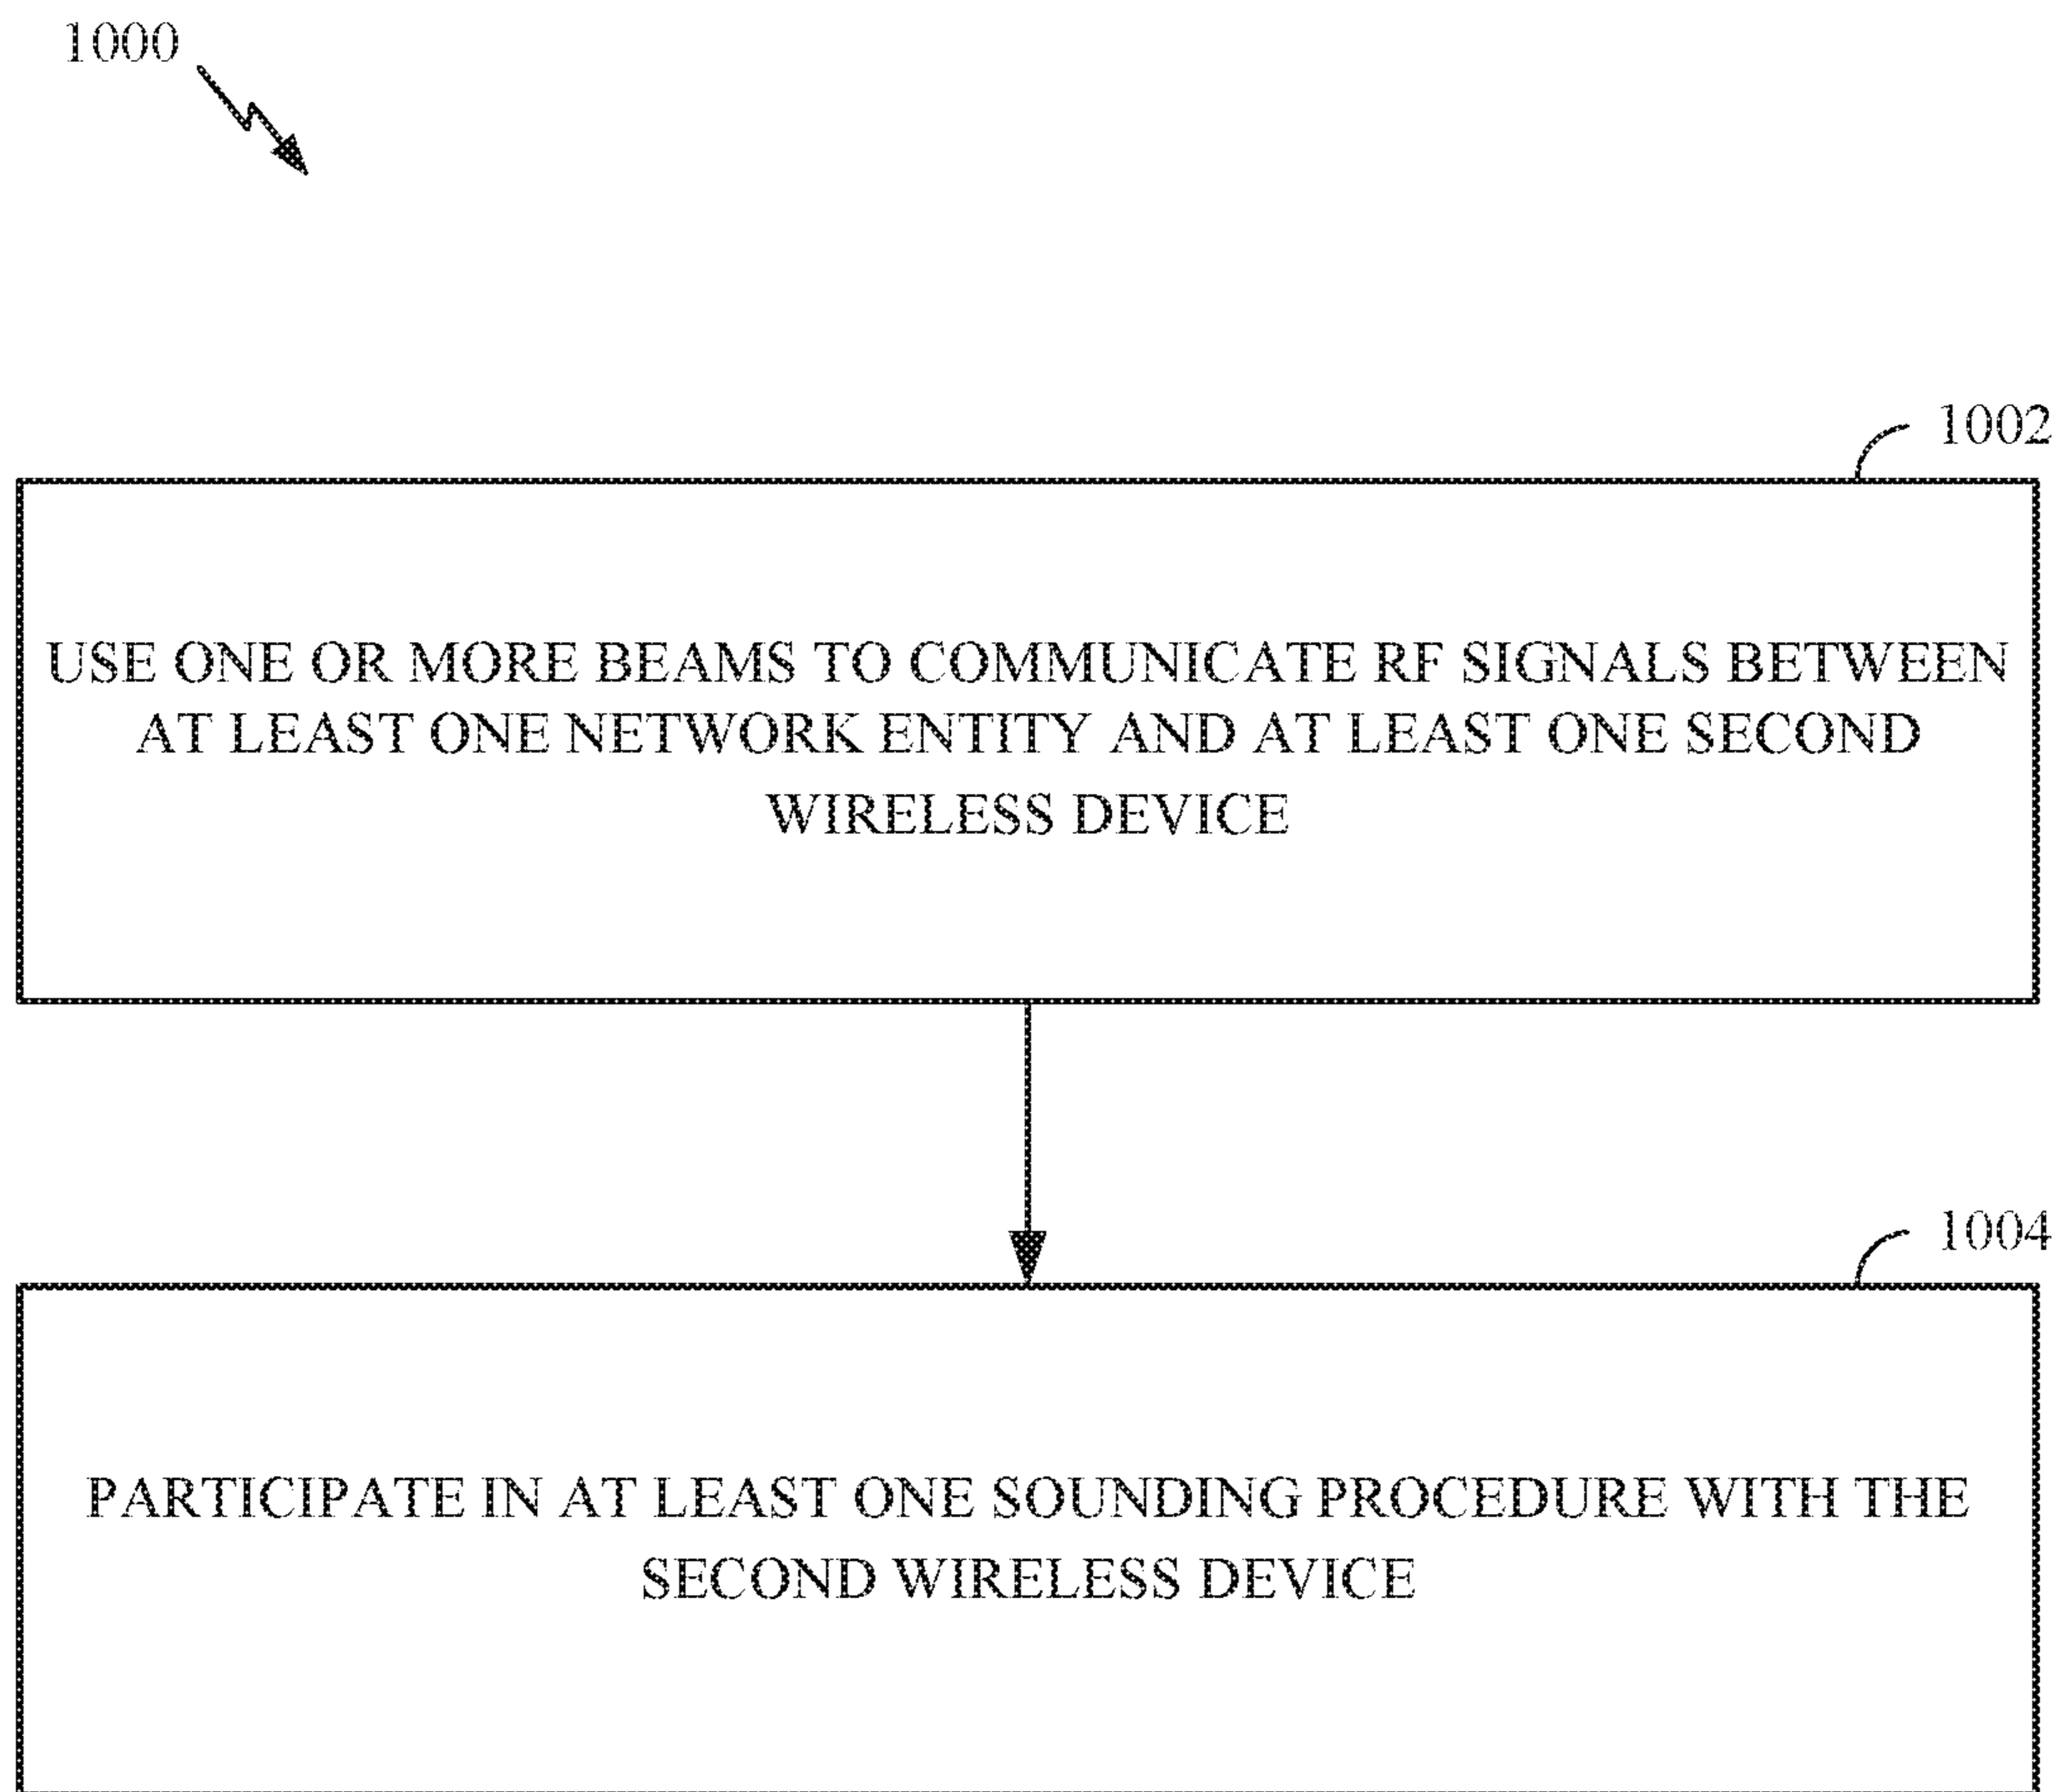 1000
1002
USE ONE OR MORE BEAMS TO COMMUNICATE RF SIGNALS BETWEEN
AT LEAST ONE NETWORK ENTITY AND AT LEAST ONE SECOND
WIRELESS DEVICE
1004
PARTICIPATE IN AT LEAST ONE SOUNDING PROCEDURE WITH THE
SECOND WIRELESS DEVICE